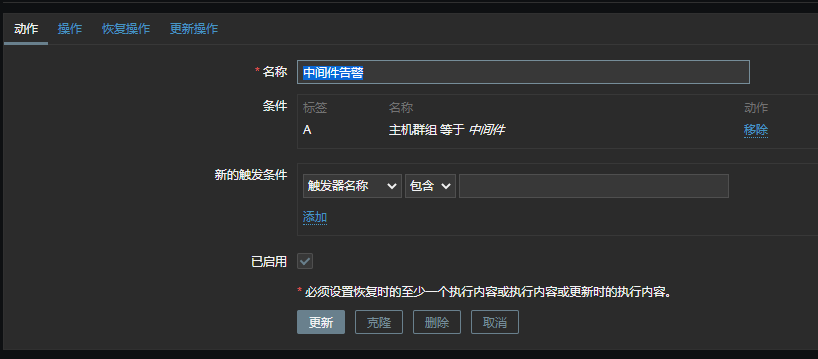 动作 操作 恢复操作 更新操作
* 名称 中间件告警
条件 标签 名称 动作
A 主机群组 等于 中间件 移除
新的触发条件 触发器名称 包含
添加
已启用
* 必须设置恢复时的至少一个执行内容或执行内容或更新时的执行内容。
更新 克隆 删除 取消